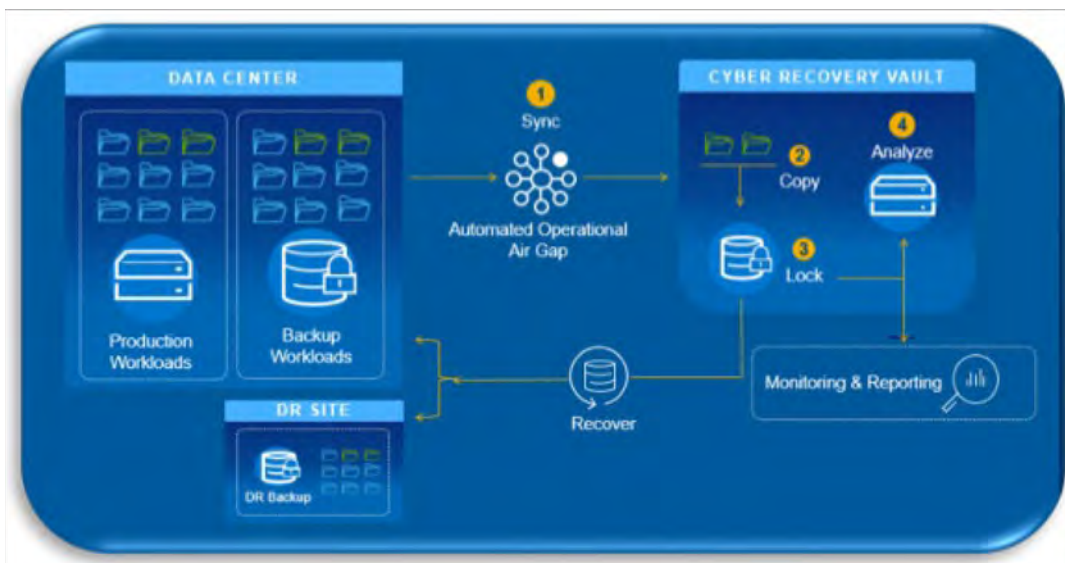 DATA CENTER
Production
Workloads
Backup
Workloads
1
Sync
Automated Operational
Air Gap
CYBER RECOVERY VAULT
2
Copy
3
Lock
4
Analyze
Monitoring & Reporting
Recover
DR SITE
DR Backup